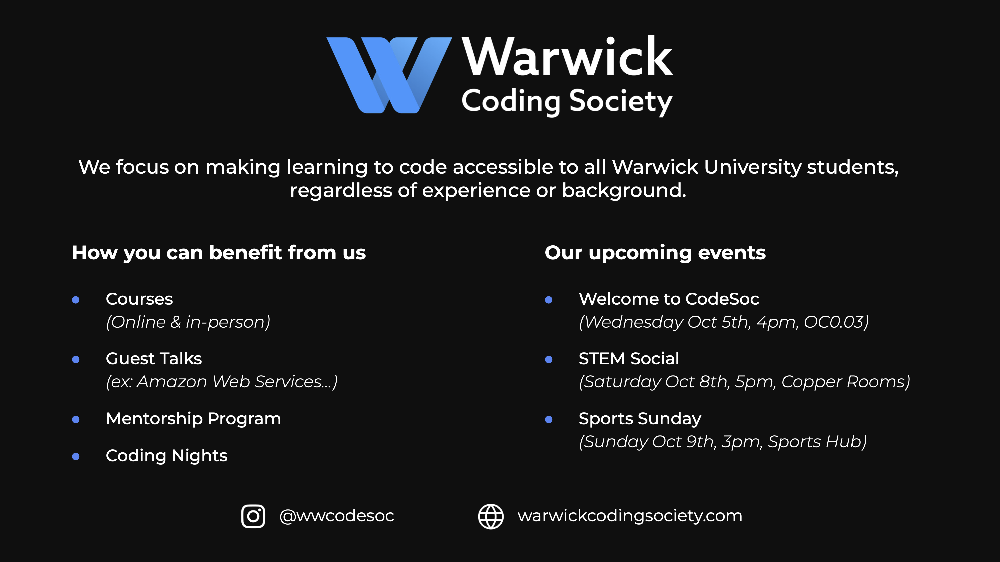 Warwick
Coding Society
We focus on making learning to code accessible to all Warwick University students,
regardless of experience or background.
How you can benefit from us
Courses
(Online & in-person)
Guest Talks
(ex: Amazon Web Services...)
Mentorship Program
Coding Nights
Our upcoming events
Welcome to CodeSoc
(Wednesday Oct 5th, 4pm, OC0.03)
STEM Social
(Saturday Oct 8th, 5pm, Copper Rooms)
Sports Sunday
(Sunday Oct 9th, 3pm, Sports Hub)
@wwcodesoc
warwickcodingsociety.com